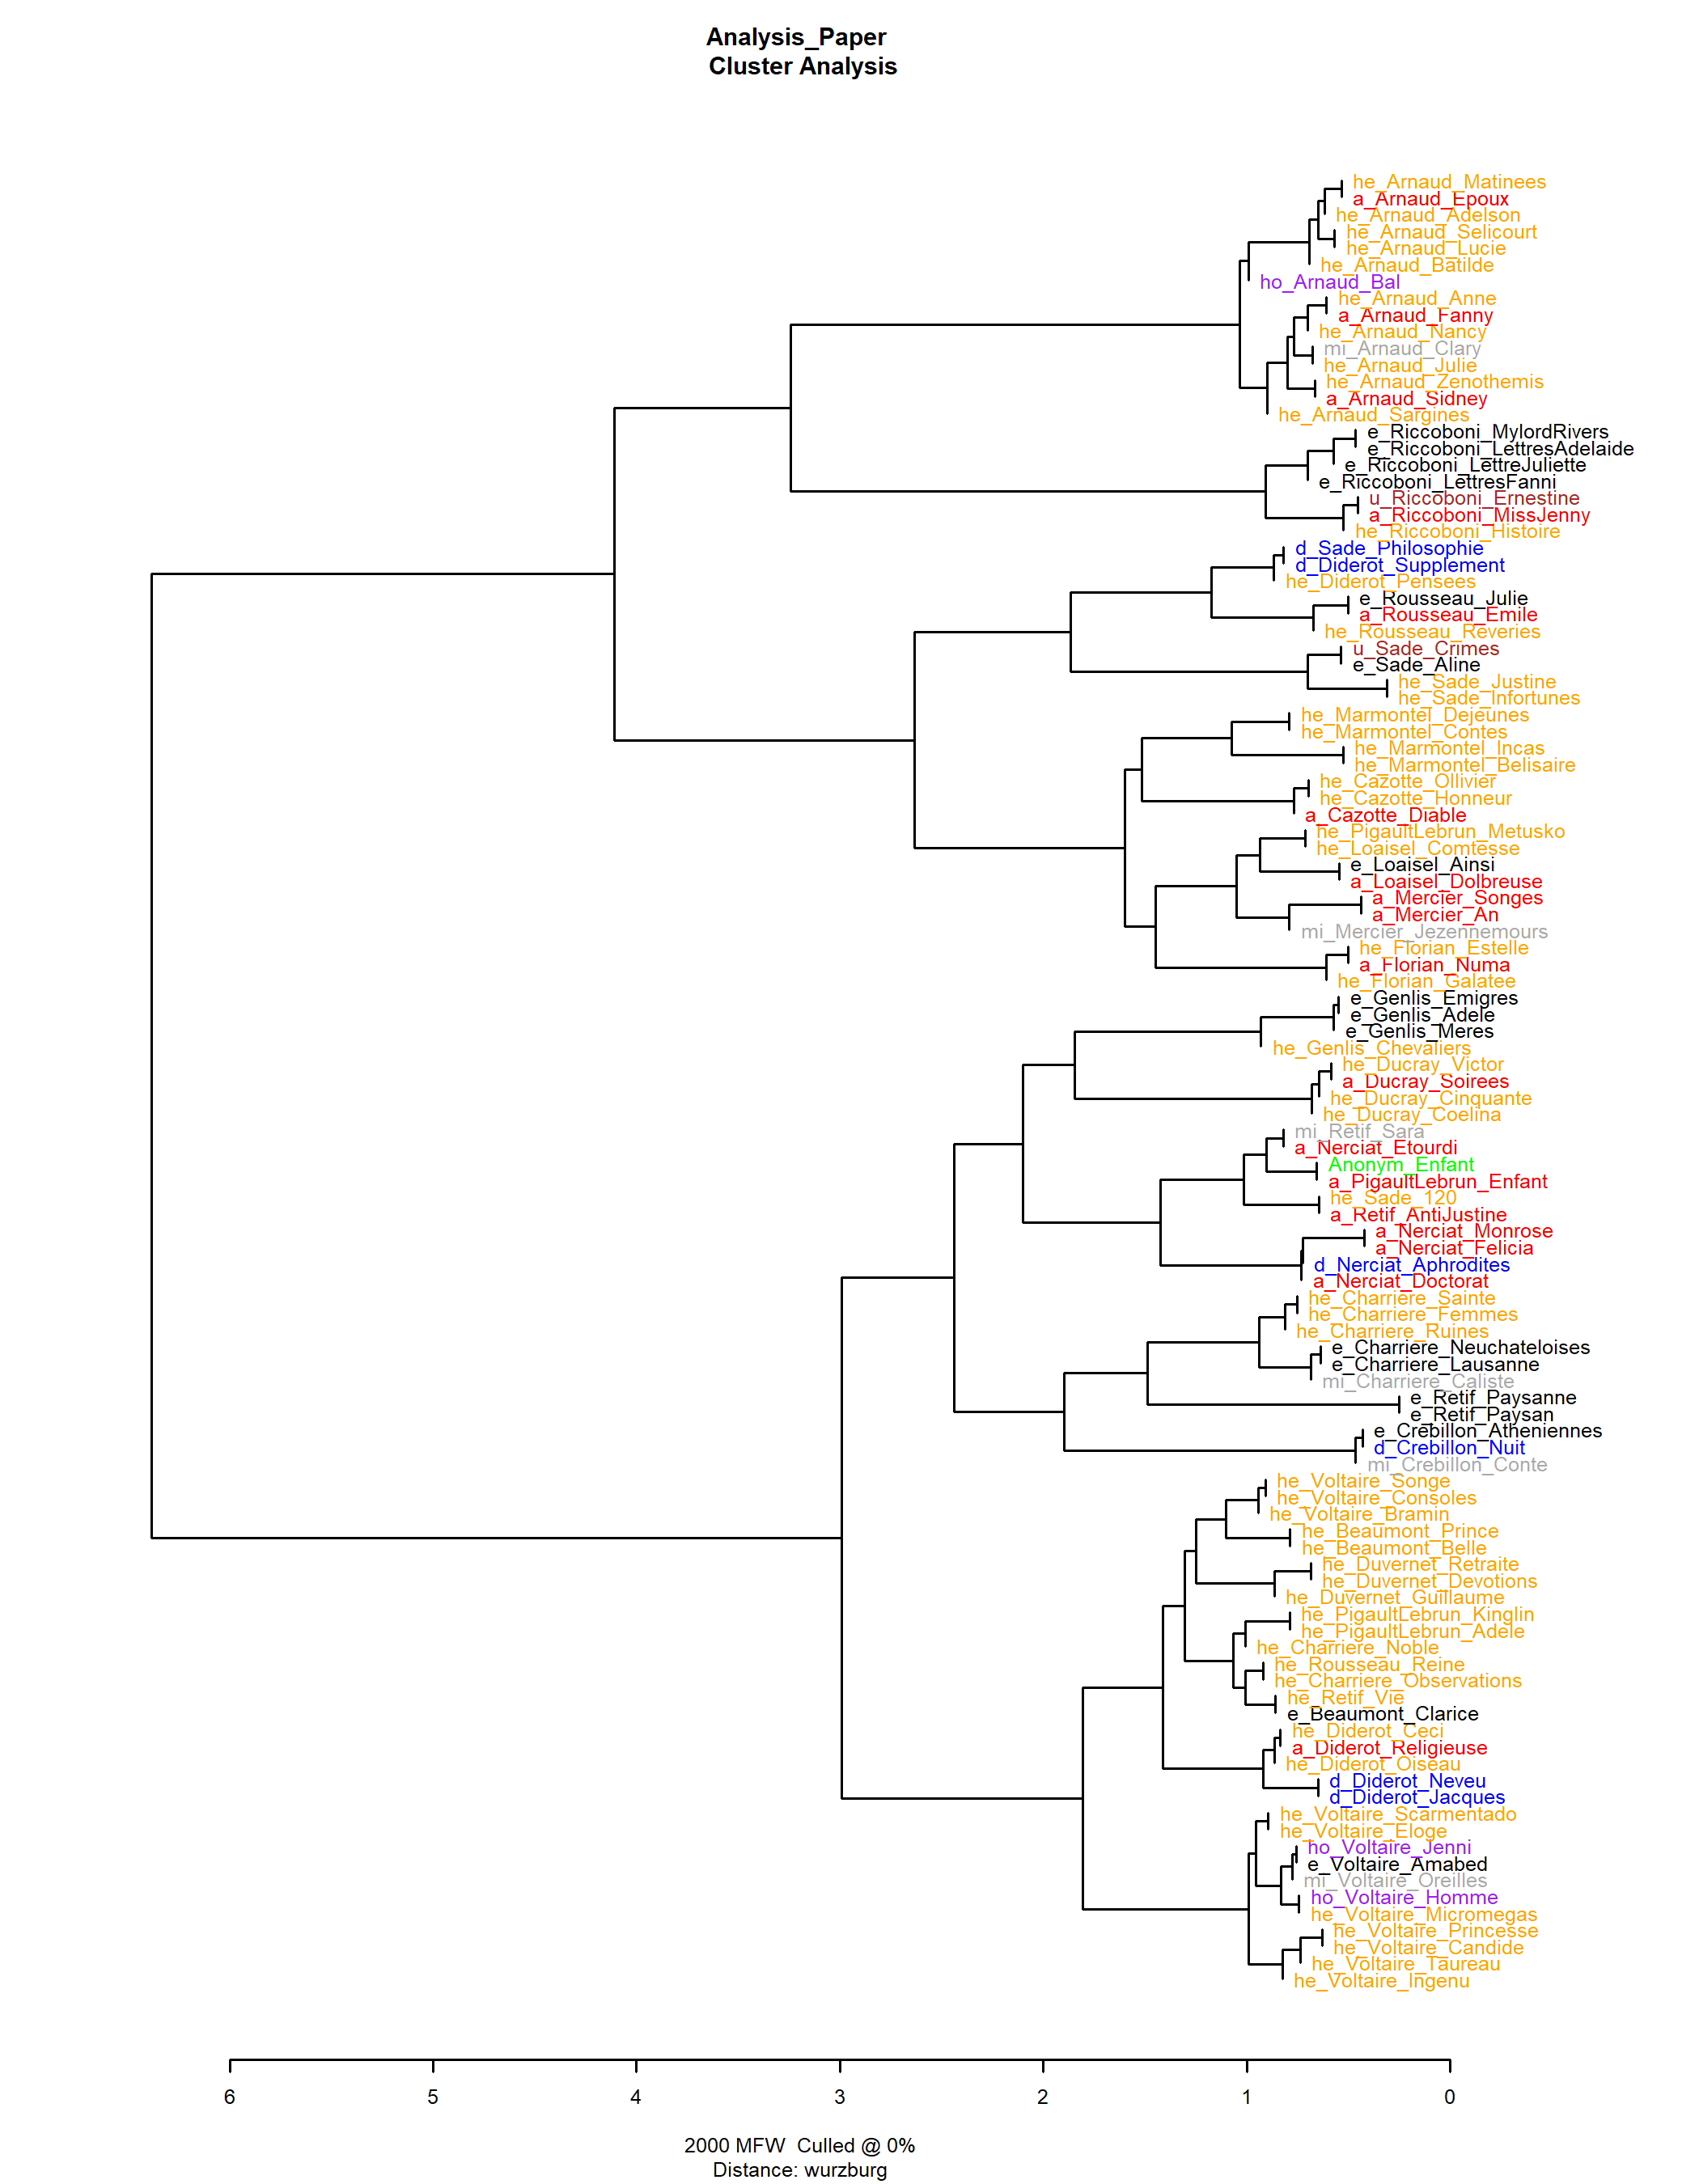 Analysis_Paper
Cluster Analysis
he_Arnaud_Matinees
a_Arnaud_Epoux
he_Arnaud_Adelson
he_Arnaud_Selicourt
he_Arnaud_Lucie
he_Arnaud_Batilde
ho_Arnaud_Bal
he_Arnaud_Anne
a_Arnaud_Fanny
he_Arnaud_Nancy
mi_Arnaud_Clary
he_Arnaud_Julie
he_Arnaud_Zenothemis
a_Arnaud_Sidney
he_Arnaud_Sargines
e_Riccoboni_MylordRivers
e_Riccoboni_LettresAdelaide
e_Riccoboni_LettreJuliette
e_Riccoboni_LettresFanni
u_Riccoboni_Ernestine
a_Riccoboni_MissJenny
he_Riccoboni_Histoire
d_Sade_Philosophie
d_Diderot_Supplement
he_Diderot_Pensees
e_Rousseau_Julie
a_Rousseau_Emile
he_Rousseau_Reveries
u_Sade_Crimes
e_Sade_Aline
he_Sade_Justine
he_Sade_Infortunes
he_Marmontel_Dejeunes
he_Marmontel_Contes
he_Marmontel_Incas
he_Marmontel_Belisaire
he_Cazotte_Ollivier
he_Cazotte_Honneur
a_Cazotte_Diable
he_PigaultLebrun_Metusko
he_Loaisel_Comtesse
e_Loaisel_Ainsi
a_Loaisel_Dolbreuse
a_Mercier_Songes
a_Mercier_An
mi_Mercier_Jezennemours
he_Florian_Estelle
a_Florian_Numa
he_Florian_Galatee
e_Genlis_Emigres
e_Genlis_Adele
e_Genlis_Meres
he_Genlis_Chevaliers
he_Ducray_Victor
a_Ducray_Soirees
he_Ducray_Cinquante
he_Ducray_Coelina
mi_Retif_Sara
a_Nerciat_Etourdi
Anonym_Enfant
a_PigaultLebrun_Enfant
he_Sade_120
a_Retif_AntiJustine
a_Nerciat_Monrose
a_Nerciat_Felicia
d_Nerciat_Aphrodites
a_Nerciat_Doctorat
he_Charriere_Sainte
he_Charriere_Femmes
he_Charriere_Ruines
e_Charriere_Neuchateloises
e_Charriere_Lausanne
mi_Charriere_Caliste
e_Retif_Paysanne
e_Retif_Paysan
e_Crebillon_Atheniennes
d_Crebillon_Nuit
mi_Crebillon_Conte
he_Voltaire_Songe
he_Voltaire_Consoles
he_Voltaire_Bramin
he_Beaumont_Prince
he_Beaumont_Belle
he_Duvernet_Retraite
he_Duvernet_Devotions
he_Duvernet_Guillaume
he_PigaultLebrun_Kinglin
he_PigaultLebrun_Adele
he_Charriere_Noble
he_Rousseau_Reine
he_Charriere_Observations
he_Retif_Vie
e_Beaumont_Clarice
he_Diderot_Ceci
a_Diderot_Religieuse
he_Diderot_Oiseau
d_Diderot_Neveu
d_Diderot_Jacques
he_Voltaire_Scarmentado
he_Voltaire_Eloge
ho_Voltaire_Jenni
e_Voltaire_Amabed
mi_Voltaire_Oreilles
ho_Voltaire_Homme
he_Voltaire_Micromegas
he_Voltaire_Princesse
he_Voltaire_Candide
he_Voltaire_Taureau
he_Voltaire_Ingenu
6 5 4 3 2 1 0
2000 MFW Culled @ 0%
Distance: wurzburg